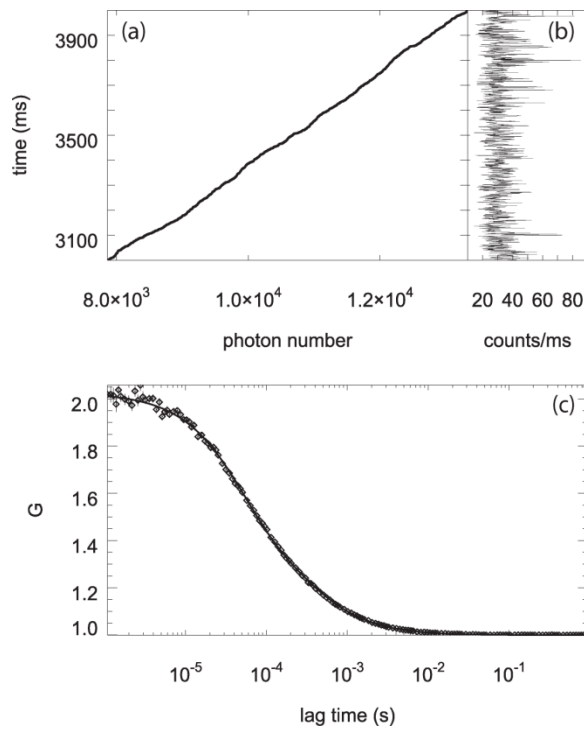 (a)
(b)
3900
3500
3100
time (ms)
8.0×10³ 1.0×10⁴ 1.2×10⁴
20 40 60 80
photon number
counts/ms
(c)
2.0
1.8
1.6
1.4
1.2
1.0
G
10⁻⁵ 10⁻⁴ 10⁻³ 10⁻² 10⁻¹
lag time (s)